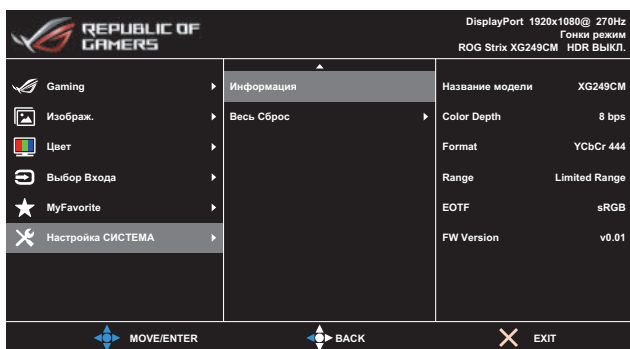 REPUBLIC OF
GAMERS
DisplayPort 1920x1080@ 270Hz
Гонки режим
ROG Strix XG249CM HDR ВЫКЛ.
Gaming
Изображ.
Цвет
Выбор Входа
MyFavorite
Настройка СИСТЕМА
Информация
Весь Сброс
Название модели XG249CM
Color Depth 8 bps
Format YCbCr 444
Range Limited Range
EOTF sRGB
FW Version v0.01
MOVE/ENTER
BACK
EXIT